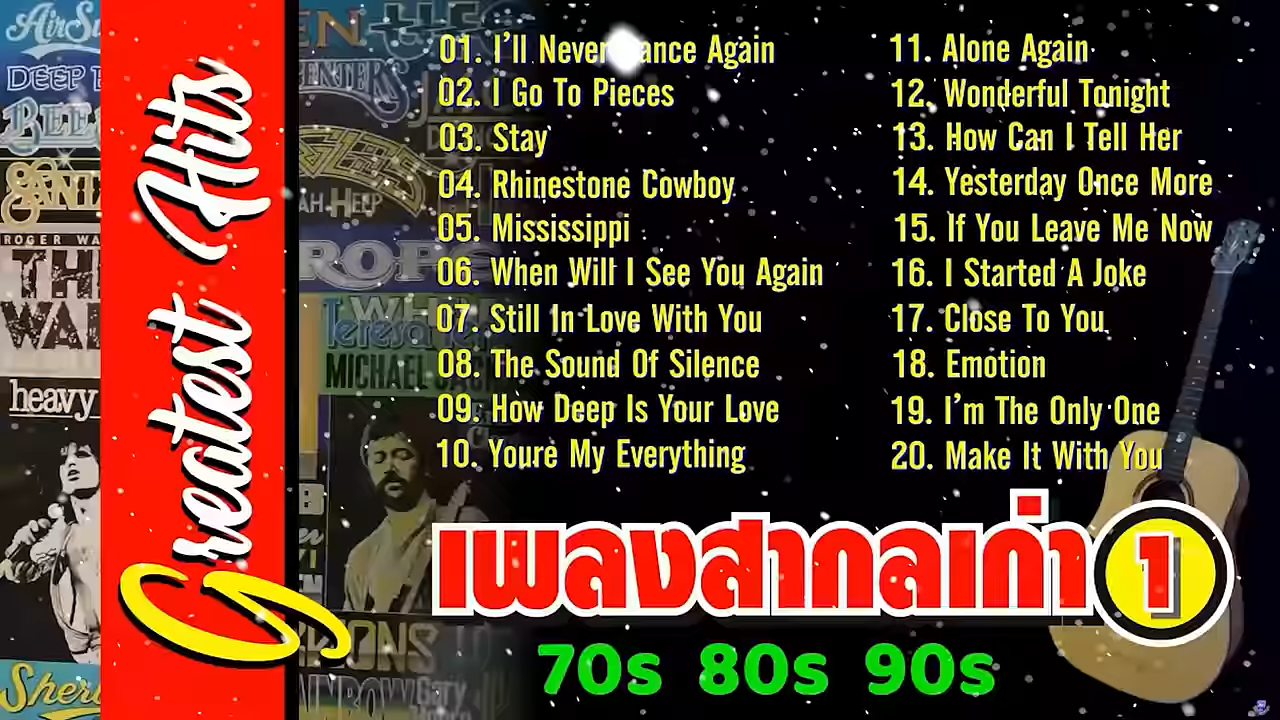 Greatest Hits
01. I'll Never ance Again
02. I Go To Pieces
03. Stay
04. Rhinestone Cowboy
05. Mississippi
06. When Will I See You Again
07. Still In Love With You
08. The Sound Of Silence
09. How Deep Is Your Love
10. Youre My Everything
11. Alone Again
12. Wonderful Tonight
13. How Can I Tell Her
14. Yesterday Once More
15. If You Leave Me Now
16. I Started A Joke
17. Close To You
18. Emotion
19. I'm The Only One
20. Make It With You
เพลงสากลเก่า 1
70s 80s 90s
DEEP
ROGER WA
heavy
MICHAEL